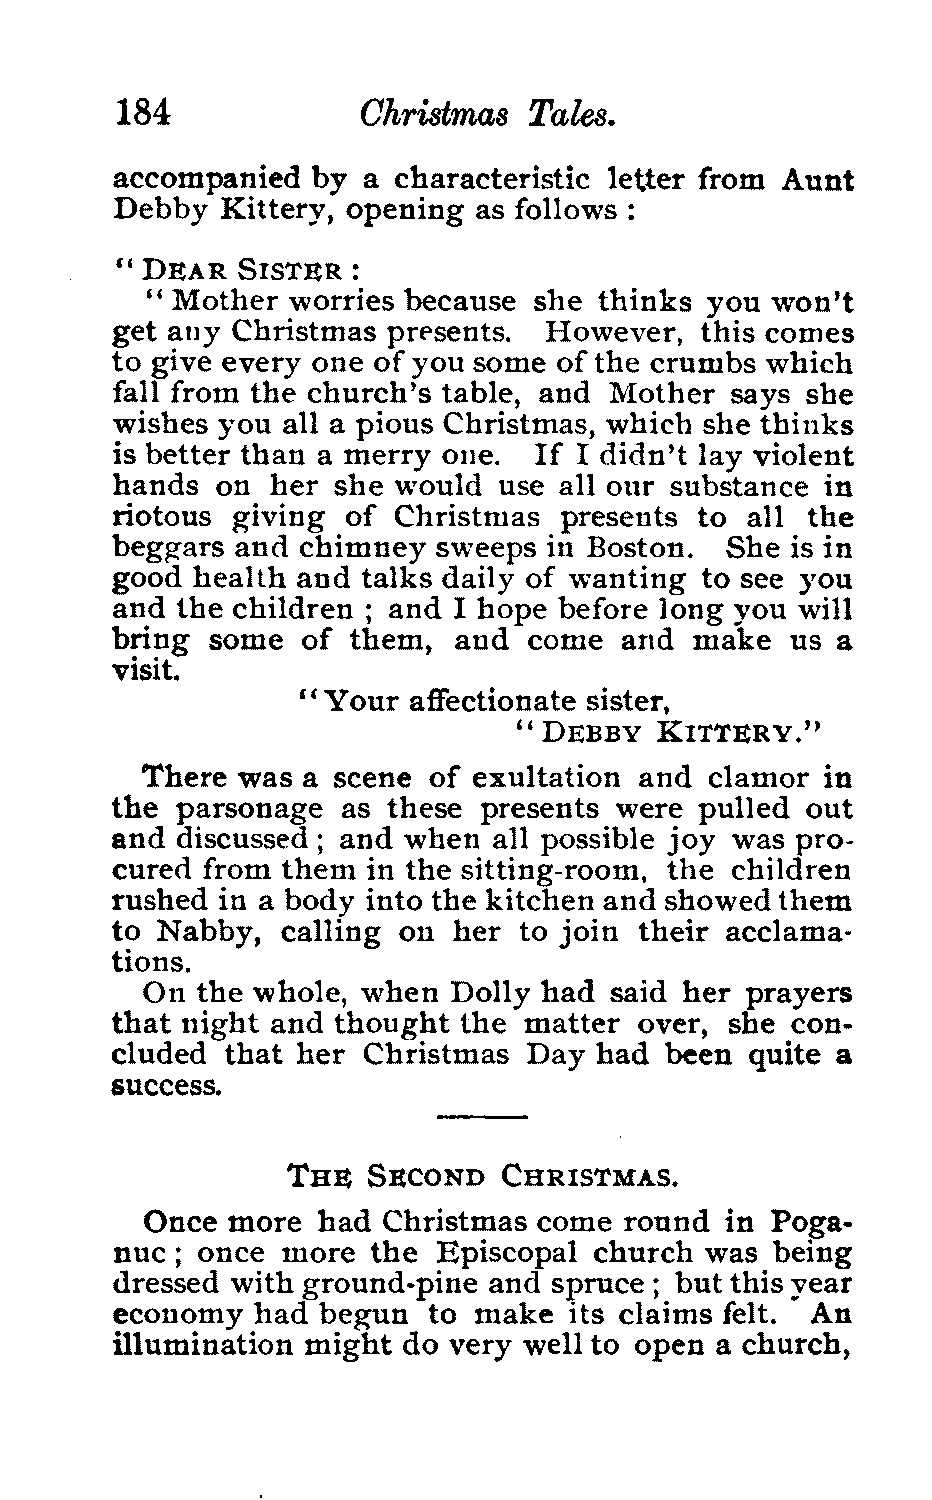 184 Christmas Tales.
accompanied by a characteristic letter from Aunt
Debby Kittery, opening as follows :
“ DEAR SISTER :
“ Mother worries because she thinks you won't
get any Christmas presents. However, this comes
to give every one of you some of the crumbs which
fall from the church's table, and Mother says she
wishes you all a pious Christmas, which she thinks
is better than a merry one. If I didn't lay violent
hands on her she would use all our substance in
riotous giving of Christmas presents to all the
beggars and chimney sweeps in Boston. She is in
good health and talks daily of wanting to see you
and the children ; and I hope before long you will
bring some of them, and come and make us a
visit.
“ Your affectionate sister,
“ DEBBY KITTERY.”
There was a scene of exultation and clamor in
the parsonage as these presents were pulled out
and discussed ; and when all possible joy was pro-
cured from them in the sitting-room, the children
rushed in a body into the kitchen and showed them
to Nabby, calling on her to join their acclama-
tions.
On the whole, when Dolly had said her prayers
that night and thought the matter over, she con-
cluded that her Christmas Day had been quite a
success.
THE SECOND CHRISTMAS.
Once more had Christmas come round in Poga-
nuc ; once more the Episcopal church was being
dressed with ground-pine and spruce ; but this year
economy had begun to make its claims felt. An
illumination might do very well to open a church,